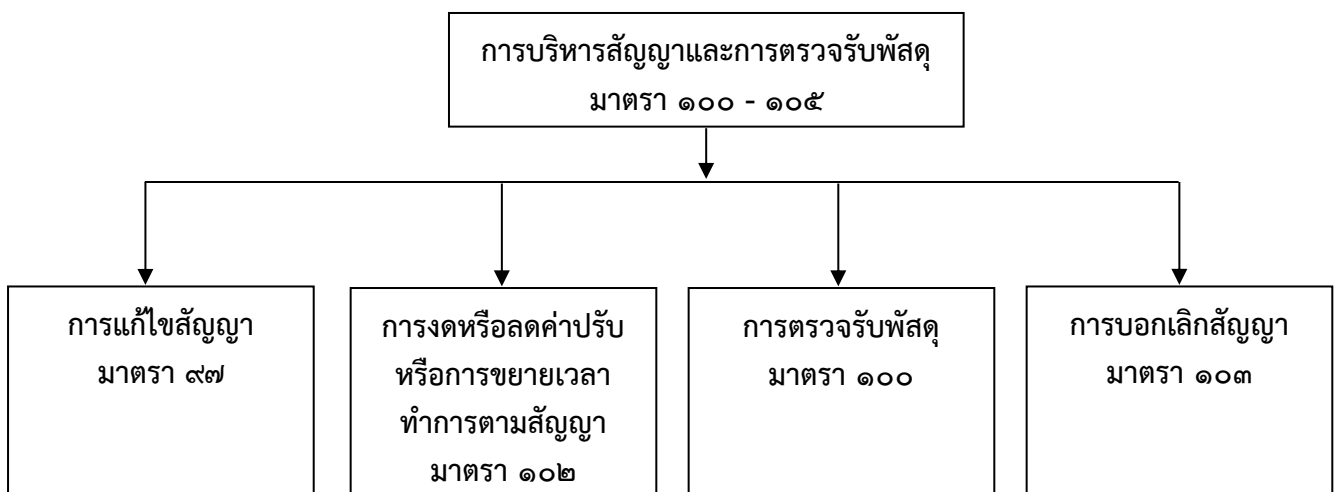 การบริหารสัญญาและการตรวจรับพัสดุ
มาตรา ๑๐๐ - ๑๐๕
การแก้ไขสัญญา
มาตรา ๙๗
การงดหรือลดค่าปรับ
หรือการขยายเวลา
ทำการตามสัญญา
มาตรา ๑๐๒
การตรวจรับพัสดุ
มาตรา ๑๐๐
การบอกเลิกสัญญา
มาตรา ๑๐๓